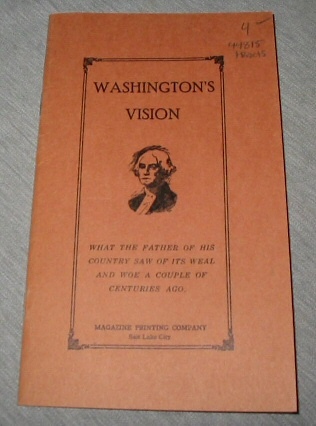 4-
WASHINGTON'S
VISION
WHAT THE FATHER OF HIS
COUNTRY SAW OF ITS WEAL
AND WOE A COUPLE OF
CENTURIES AGO.
MAGAZINE PRINTING COMPANY
Salt Lake City